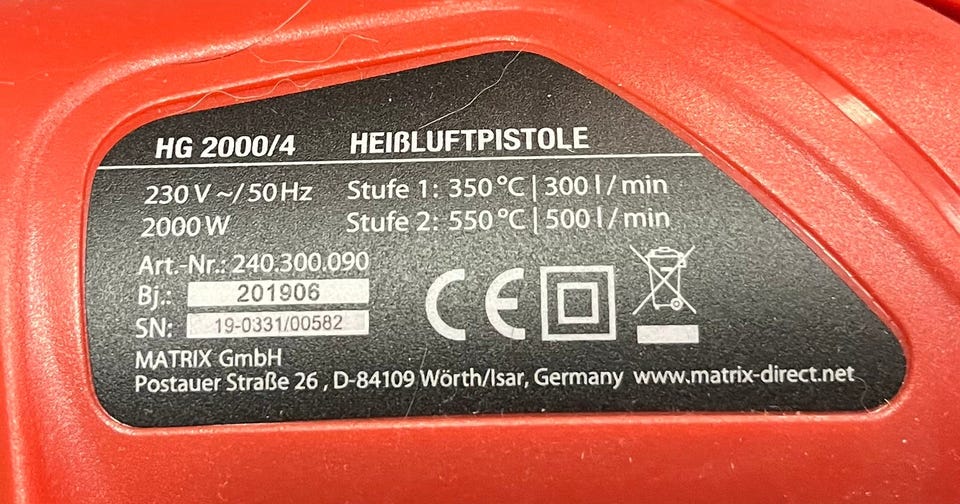 HG 2000/4 HEIẞLUFTPISTOLE
230 V ~/ 50 Hz Stufe 1: 350 °C | 300 l / min
2000 W Stufe 2: 550 °C | 500 l / min
Art.-Nr.: 240.300.090
Bj.: 201906
SN: 19-0331/00582
CE
MATRIX GmbH
Postauer Straße 26 , D-84109 Wörth/Isar, Germany www.matrix-direct.net